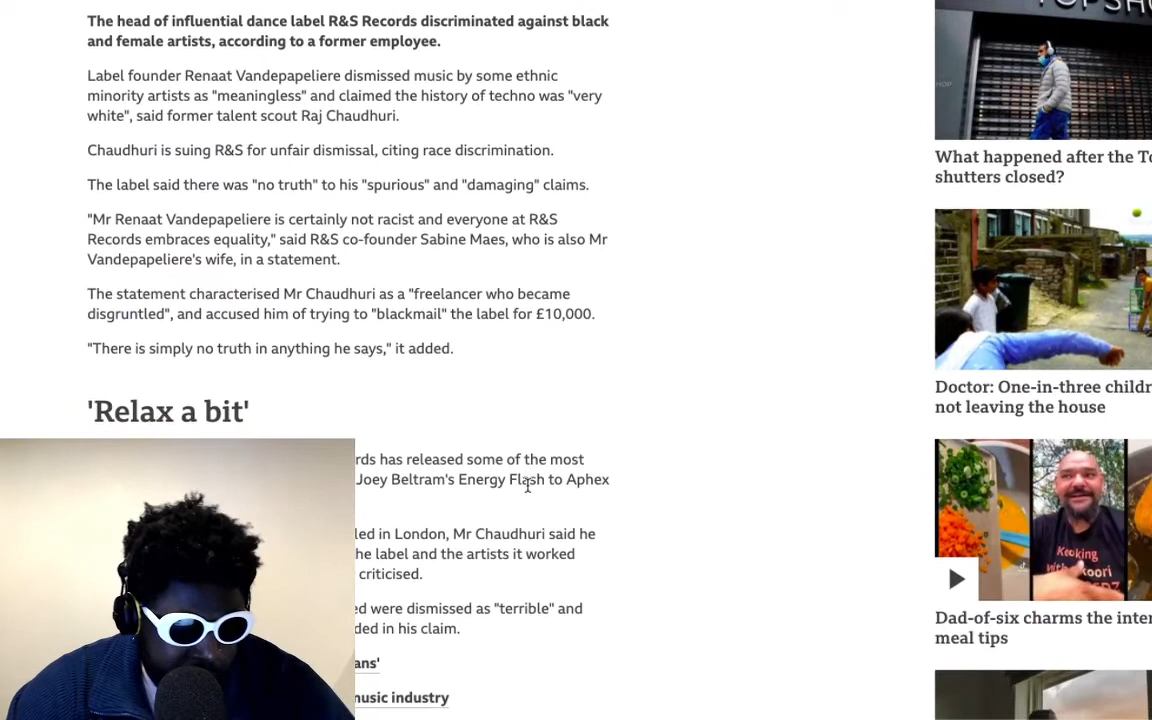 The head of influential dance label R&S Records discriminated against black
and female artists, according to a former employee.
Label founder Renaat Vandepapeliere dismissed music by some ethnic
minority artists as "meaningless" and claimed the history of techno was "very
white", said former talent scout Raj Chaudhuri.
Chaudhuri is suing R&S for unfair dismissal, citing race discrimination.
The label said there was "no truth" to his "spurious" and "damaging" claims.
"Mr Renaat Vandepapeliere is certainly not racist and everyone at R&S
Records embraces equality," said R&S co-founder Sabine Maes, who is also Mr
Vandepapeliere's wife, in a statement.
The statement characterised Mr Chaudhuri as a "freelancer who became
disgruntled", and accused him of trying to "blackmail" the label for £10,000.
"There is simply no truth in anything he says," it added.
'Relax a bit'
rds has released some of the most
Joey Beltram's Energy Flash to Aphex
led in London, Mr Chaudhuri said he
he label and the artists it worked
criticised.
ed were dismissed as "terrible" and
ded in his claim.
ans'
music industry
TOPSHO
What happened after the To
shutters closed?
Doctor: One-in-three childr
not leaving the house
Keoking
with
oori
Dad-of-six charms the inter
meal tips